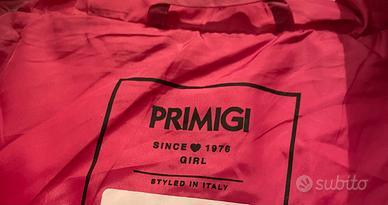 PRIMIGI
SINCE ❤ 1976
GIRL
STYLED IN ITALY
subito